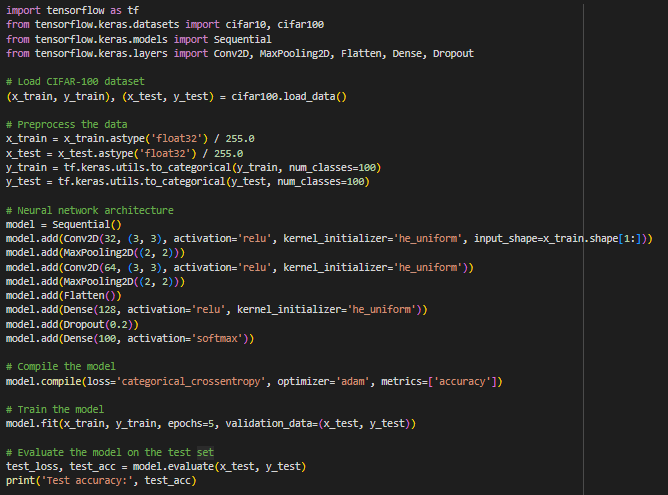 import tensorflow as tf
from tensorflow.keras.datasets import cifar10, cifar100
from tensorflow.keras.models import Sequential
from tensorflow.keras.layers import Conv2D, MaxPooling2D, Flatten, Dense, Dropout

# Load CIFAR-100 dataset
(x_train, y_train), (x_test, y_test) = cifar100.load_data()

# Preprocess the data
x_train = x_train.astype('float32') / 255.0
x_test = x_test.astype('float32') / 255.0
y_train = tf.keras.utils.to_categorical(y_train, num_classes=100)
y_test = tf.keras.utils.to_categorical(y_test, num_classes=100)

# Neural network architecture
model = Sequential()
model.add(Conv2D(32, (3, 3), activation='relu', kernel_initializer='he_uniform', input_shape=x_train.shape[1:]))
model.add(MaxPooling2D((2, 2)))
model.add(Conv2D(64, (3, 3), activation='relu', kernel_initializer='he_uniform'))
model.add(MaxPooling2D((2, 2)))
model.add(Flatten())
model.add(Dense(128, activation='relu', kernel_initializer='he_uniform'))
model.add(Dropout(0.2))
model.add(Dense(100, activation='softmax'))

# Compile the model
model.compile(loss='categorical_crossentropy', optimizer='adam', metrics=['accuracy'])

# Train the model
model.fit(x_train, y_train, epochs=5, validation_data=(x_test, y_test))

# Evaluate the model on the test set
test_loss, test_acc = model.evaluate(x_test, y_test)
print('Test accuracy:', test_acc)